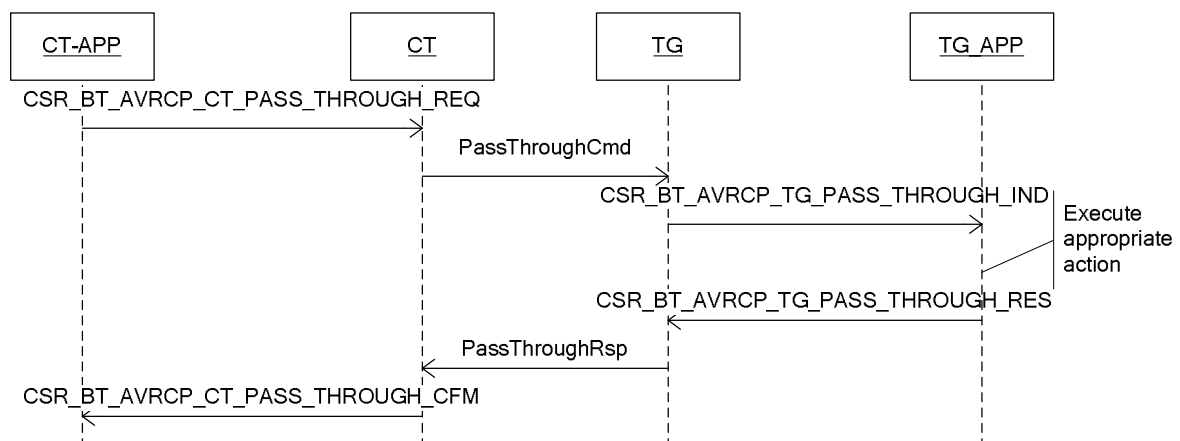 CT-APP
CT
TG
TG_APP
CSR_BT_AVRCP_CT_PASS_THROUGH_REQ
PassThroughCmd
CSR_BT_AVRCP_TG_PASS_THROUGH_IND
Execute
appropriate
action
CSR_BT_AVRCP_TG_PASS_THROUGH_RES
PassThroughRsp
CSR_BT_AVRCP_CT_PASS_THROUGH_CFM